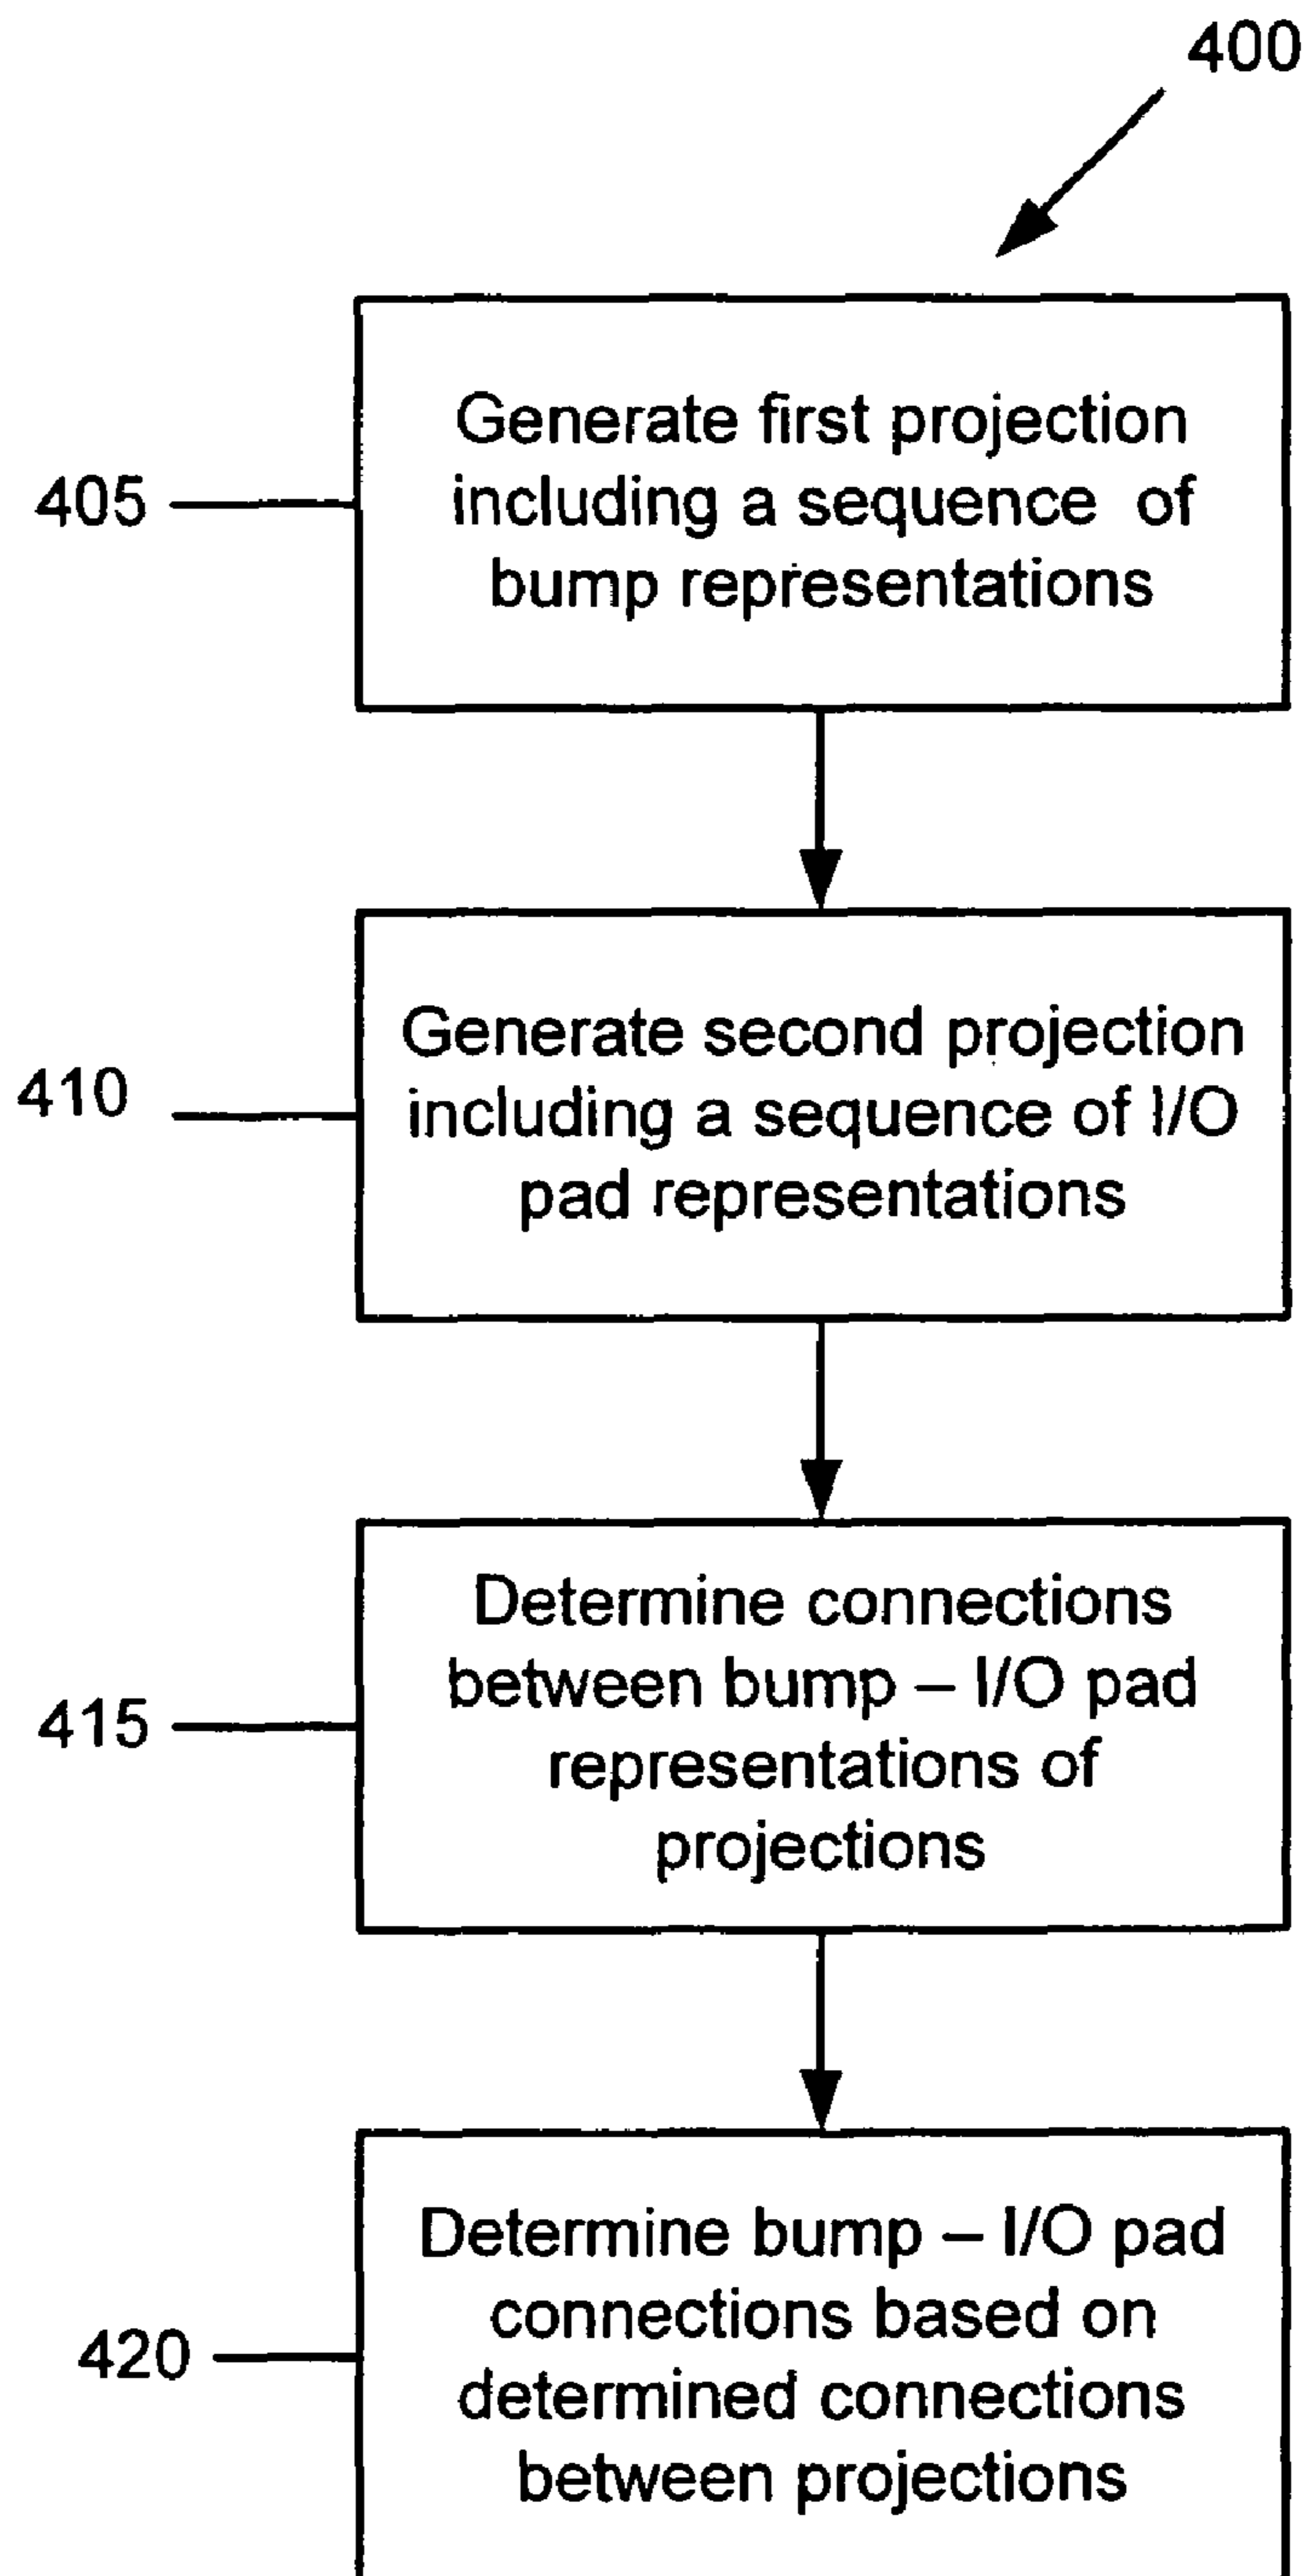 400
Generate first projection
including a sequence of
bump representations
405
Generate second projection
including a sequence of I/O
pad representations
410
Determine connections
between bump – I/O pad
representations of
projections
415
Determine bump – I/O pad
connections based on
determined connections
between projections
420